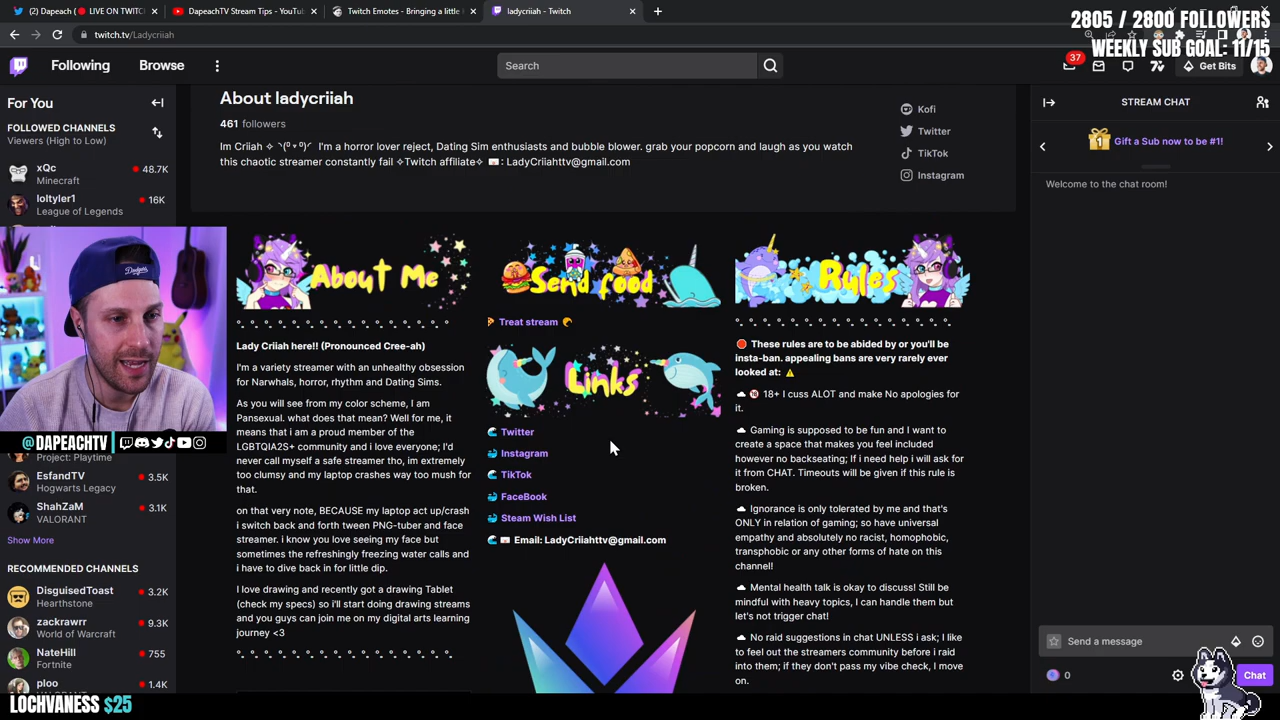 (2) Dapeach (🔴 LIVE ON TWITC
DapeachTV Stream Tips - YouTu
Twitch Emotes - Bringing a little
ladycriiah - Twitch
twitch.tv/Ladycriiah
2805 / 2800 FOLLOWERS
WEEKLY SUB GOAL: 11/15
Following
Browse
Search
37
Get Bits
For You
FOLLOWED CHANNELS
Viewers (High to Low)
xQc
48.7K
Minecraft
loltyler1
16K
League of Legends
Dodgers
@DAPEACHTV
Project: Playtime
EsfandTV
3.5K
Hogwarts Legacy
ShahZaM
3.1K
VALORANT
Show More
RECOMMENDED CHANNELS
DisguisedToast
3.2K
Hearthstone
zackrawrr
9.3K
World of Warcraft
NateHill
755
Fortnite
ploo
1.4K
LOCHVANESS $25
About ladycriiah
461 followers
Im Criiah ✧ ヽ(⁰▾⁰)ﾉ I'm a horror lover reject, Dating Sim enthusiasts and bubble blower. grab your popcorn and laugh as you watch
this chaotic streamer constantly fail ✧Twitch affiliate✧ 📧: LadyCriiahttv@gmail.com
Kofi
Twitter
TikTok
Instagram
About Me
Lady Criiah here!! (Pronounced Cree-ah)
I'm a variety streamer with an unhealthy obsession
for Narwhals, horror, rhythm and Dating Sims.
As you will see from my color scheme, I am
Pansexual. what does that mean? Well for me, it
means that i am a proud member of the
LGBTQIA2S+ community and i love everyone; I'd
never call myself a safe streamer tho, im extremely
too clumsy and my laptop crashes way too mush for
that.
on that very note, BECAUSE my laptop act up/crash
i switch back and forth tween PNG-tuber and face
streamer. i know you love seeing my face but
sometimes the refreshingly freezing water calls and
i have to dive back in for little dip.
I love drawing and recently got a drawing Tablet
(check my specs) so i'll start doing drawing streams
and you guys can join me on my digital arts learning
journey <3
Send food
Treat stream
Links
Twitter
Instagram
TikTok
FaceBook
Steam Wish List
Email: LadyCriiahttv@gmail.com
Rules
🛑 These rules are to be abided by or you'll be
insta-ban. appealing bans are very rarely ever
looked at: ⚠️
☁️ 🔞 18+ I cuss ALOT and make No apologies for
it.
☁️ Gaming is supposed to be fun and I want to
create a space that makes you feel included
however no backseating; If i need help i will ask for
it from CHAT. Timeouts will be given if this rule is
broken.
☁️ Ignorance is only tolerated by me and that's
ONLY in relation of gaming; so have universal
empathy and absolutely no racist, homophobic,
transphobic or any other forms of hate on this
channel!
☁️ Mental health talk is okay to discuss! Still be
mindful with heavy topics, I can handle them but
let's not trigger chat!
☁️ No raid suggestions in chat UNLESS i ask; I like
to feel out the streamers community before i raid
into them; if they don't pass my vibe check, I move
on.
STREAM CHAT
1
Gift a Sub now to be #1!
Welcome to the chat room!
Send a message
0
Chat